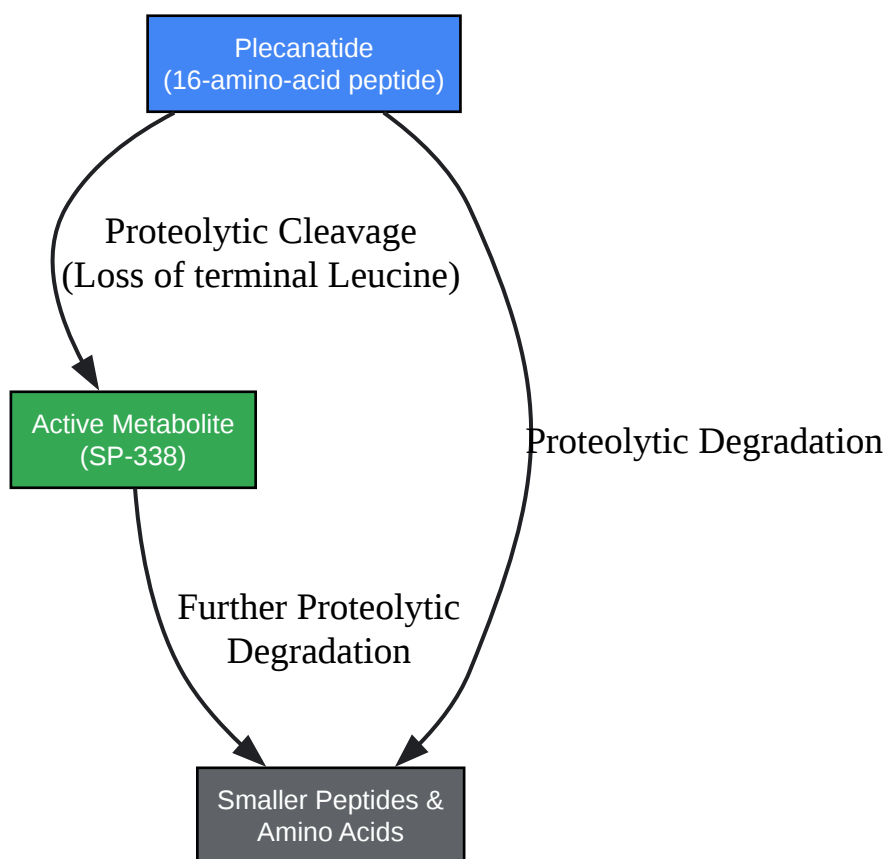 Plecanatide
(16-amino-acid peptide)
Proteolytic Cleavage
(Loss of terminal Leucine)
Active Metabolite
(SP-338)
Proteolytic Degradation
Further Proteolytic
Degradation
Smaller Peptides &
Amino Acids